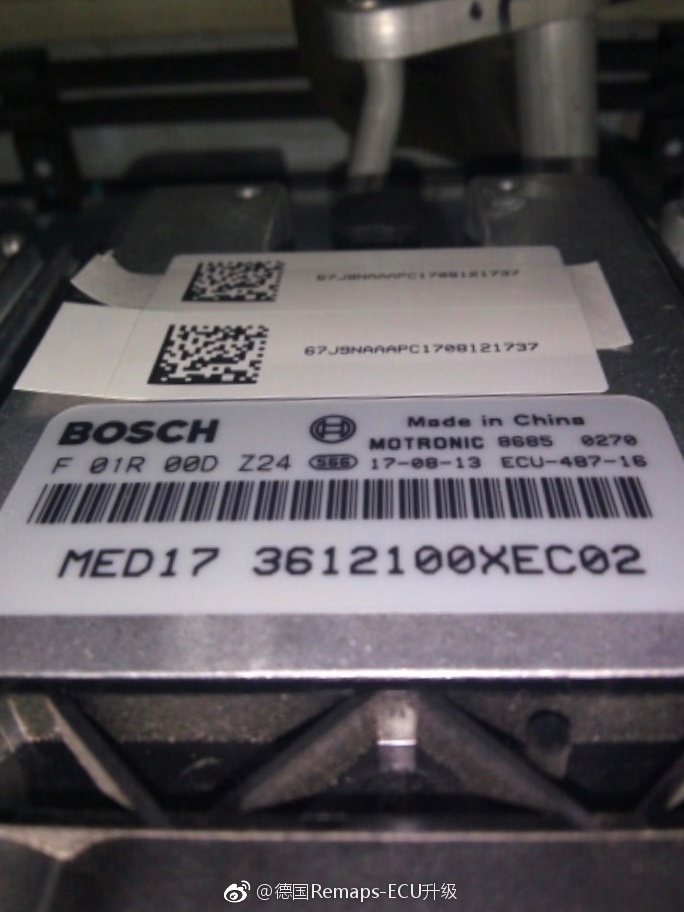 67J9NAAAPC1708121737
67J9NAAAPC1708121737
BOSCH
Made in China
MOTRONIC 8685 0270
F 01R 00D Z24 SGG 17-08-13 ECU-487-16
MED17 3612100XEC02
@德国Remaps-ECU升级